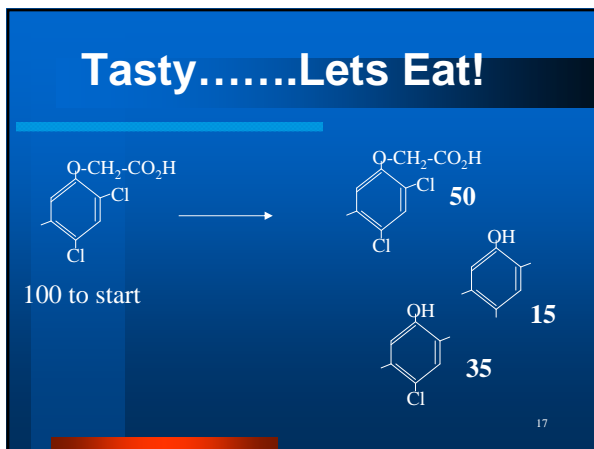 Tasty…….Lets Eat!
O-CH₂-CO₂H
Cl
Cl
100 to start
O-CH₂-CO₂H
Cl
50
Cl
OH
15
OH
35
Cl
17